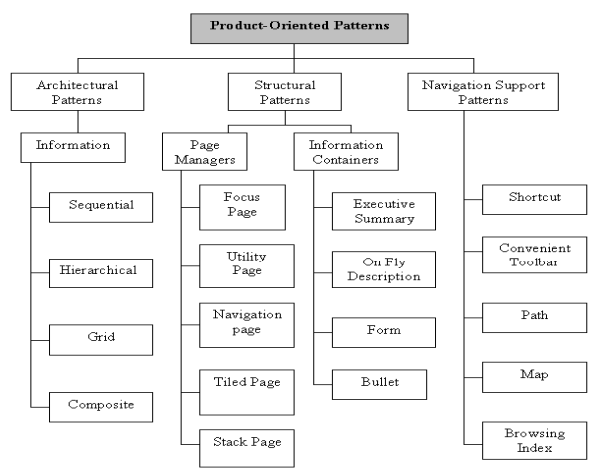 Product-Oriented Patterns
Architectural
Patterns
Structural
Patterns
Navigation Support
Patterns
Information
Page
Managers
Information
Containers
Sequential
Hierarchical
Grid
Composite
Focus
Page
Utility
Page
Navigation
page
Tiled Page
Stack Page
Executive
Summary
On Fly
Description
Form
Bullet
Shortcut
Convenient
Toolbar
Path
Map
Browsing
Index